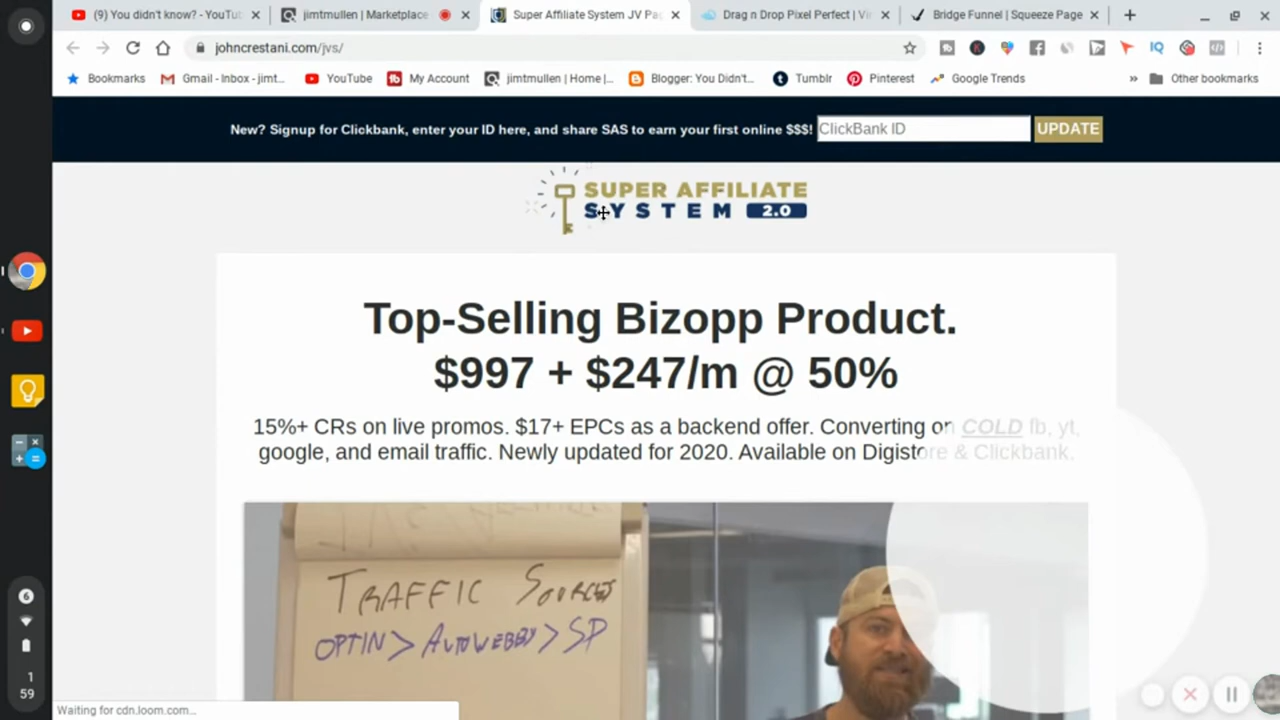 (9) You didn't know? - YouTu
jimtmullen | Marketplace
Super Affiliate System JV Pa
Drag n Drop Pixel Perfect | Vi
Bridge Funnel | Squeeze Page
johncrestani.com/jvs/
Bookmarks
Gmail - Inbox - jimt...
YouTube
My Account
jimtmullen | Home |...
Blogger: You Didn't...
Tumblr
Pinterest
Google Trends
Other bookmarks
New? Signup for Clickbank, enter your ID here, and share SAS to earn your first online $$$!
ClickBank ID
UPDATE
SUPER AFFILIATE
SYSTEM 2.0
Top-Selling Bizopp Product.
$997 + $247/m @ 50%
15%+ CRs on live promos. $17+ EPCs as a backend offer. Converting on COLD fb, yt,
google, and email traffic. Newly updated for 2020. Available on Digistore & Clickbank.
TRAFFIC SOURCES
OPTIN > AUTOWEBBY > SP
6
1
59
Waiting for cdn.loom.com...